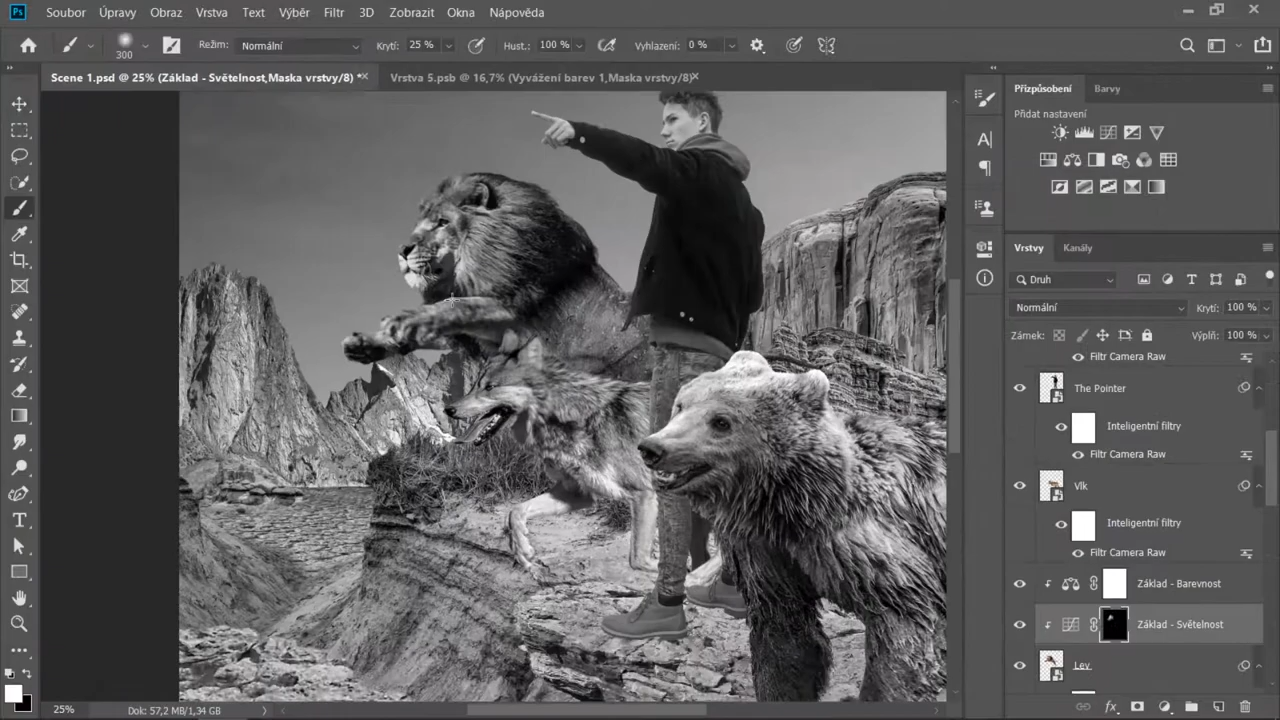 Ps Soubor Úpravy Obraz Vrstva Text Výběr Filtr 3D Zobrazit Okna Nápověda
300 Režim: Normální Krytí: 25 % Hust.: 100 % Vyhlazení: 0 %
Scene 1.psd @ 25% (Základ - Světelnost,Maska vrstvy/8) * Vrstva 5.psb @ 16,7% (Vyvážení barev 1,Maska vrstvy/8)
Přizpůsobení Barvy
Přidat nastavení
Vrstvy Kanály
Druh
Normální Krytí: 100 %
Zámek: Výplň: 100 %
Filtr Camera Raw
The Pointer
Inteligentní filtry
Filtr Camera Raw
Vlk
Inteligentní filtry
Filtr Camera Raw
Základ - Barevnost
Základ - Světelnost
Lev
25% Dok: 57,2 MB/1,34 GB